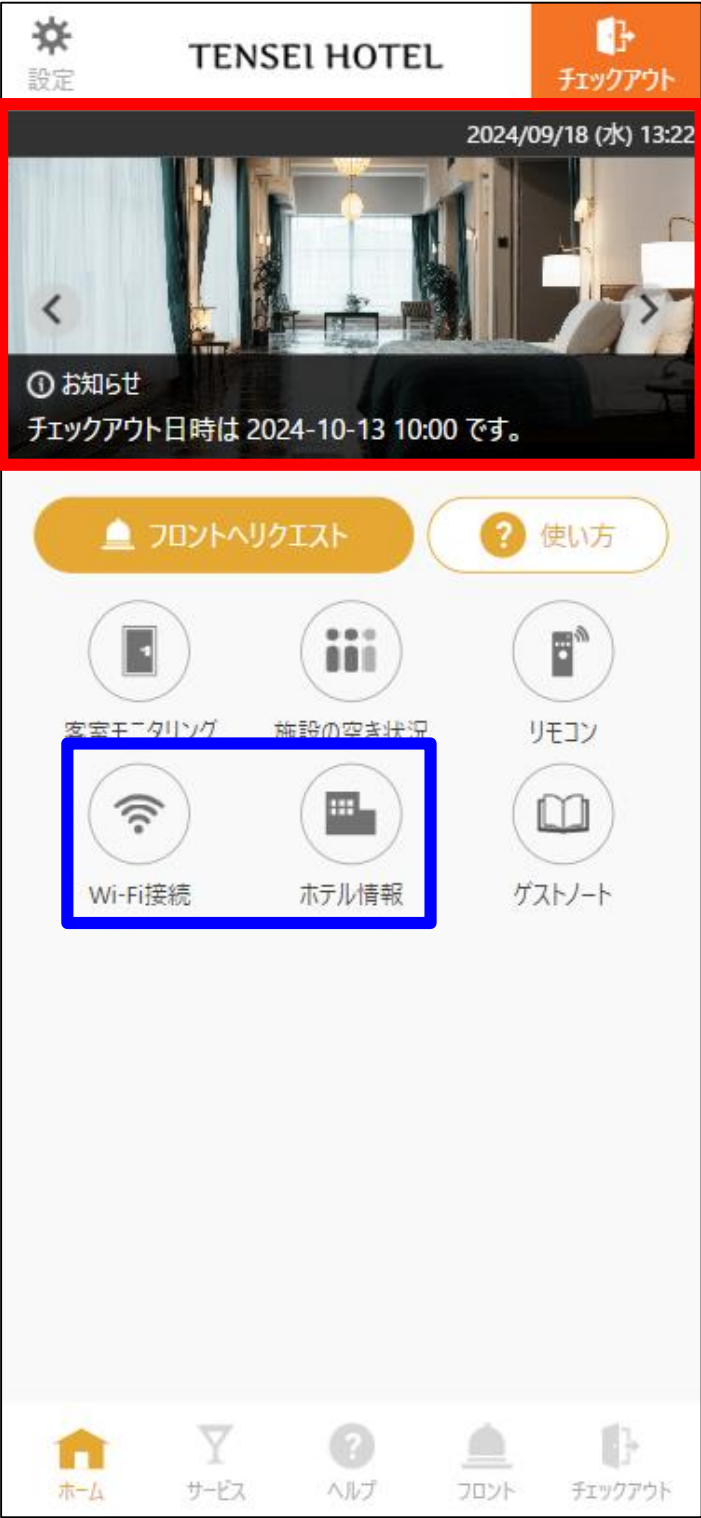 設定
TENSEI HOTEL
チェックアウト
2024/09/18 (水) 13:22
お知らせ
チェックアウト日時は 2024-10-13 10:00 です。
フロントへリクエスト
? 使い方
客室モニタリング 施設の空き状況 リモコン
Wi-Fi接続 ホテル情報 ゲストノート
ホーム サービス ヘルプ フロント チェックアウト